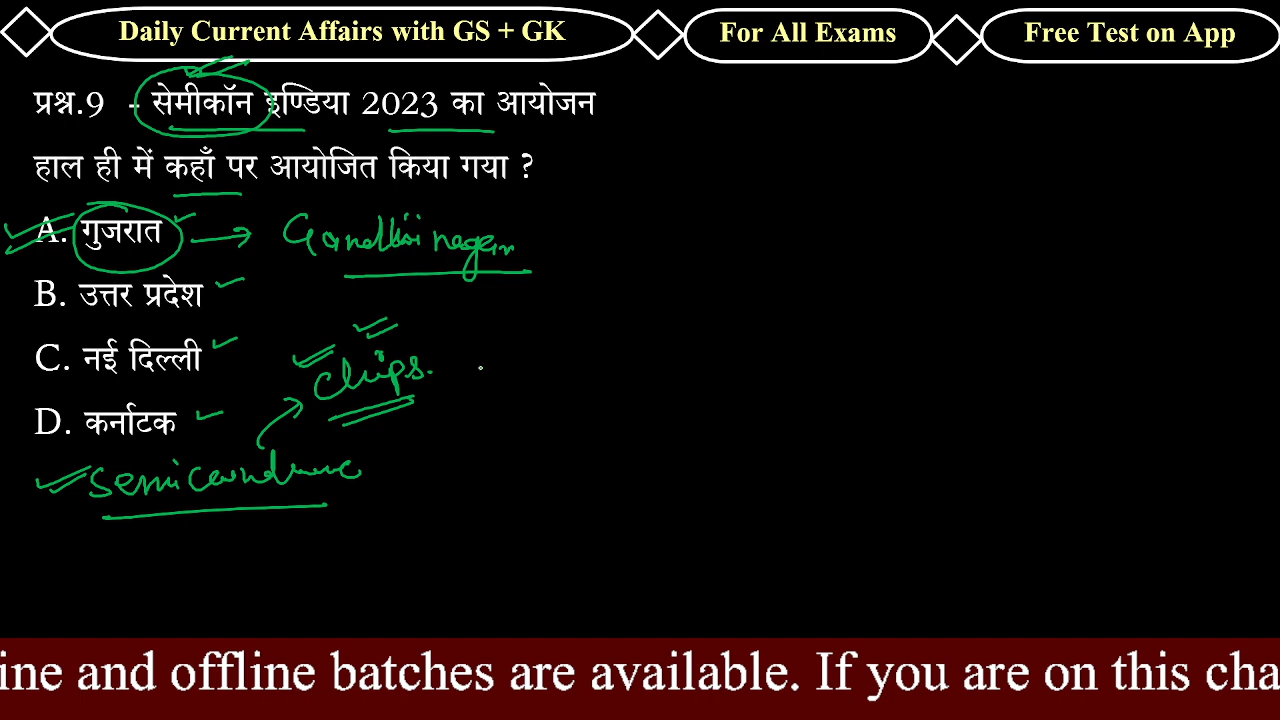 Daily Current Affairs with GS + GK
For All Exams
Free Test on App
प्रश्न.9 - सेमीकॉन इण्डिया 2023 का आयोजन
हाल ही में कहाँ पर आयोजित किया गया ?
A. गुजरात
Gandhinagar
B. उत्तर प्रदेश
C. नई दिल्ली
chips.
D. कर्नाटक
ine and offline batches are available. If you are on this cha